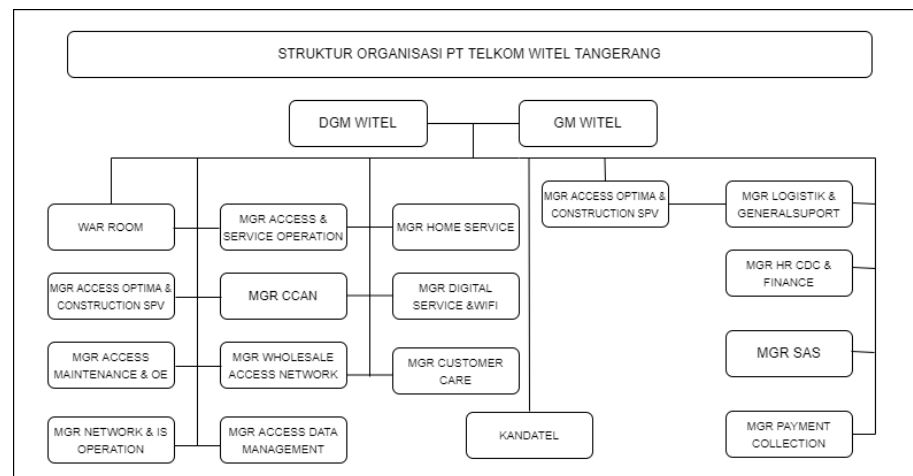 STRUKTUR ORGANISASI PT TELKOM WITEL TANGERANG
DGM WITEL
GM WITEL
WAR ROOM
MGR ACCESS &
SERVICE OPERATION
MGR HOME SERVICE
MGR ACCESS OPTIMA &
CONSTRUCTION SPV
MGR LOGISTIK &
GENERALSUPORT
MGR ACCESS OPTIMA &
CONSTRUCTION SPV
MGR CCAN
MGR DIGITAL
SERVICE &WIFI
MGR HR CDC &
FINANCE
MGR ACCESS
MAINTENANCE & OE
MGR WHOLESALE
ACCESS NETWORK
MGR CUSTOMER
CARE
MGR SAS
MGR NETWORK & IS
OPERATION
MGR ACCESS DATA
MANAGEMENT
KANDATEL
MGR PAYMENT
COLLECTION